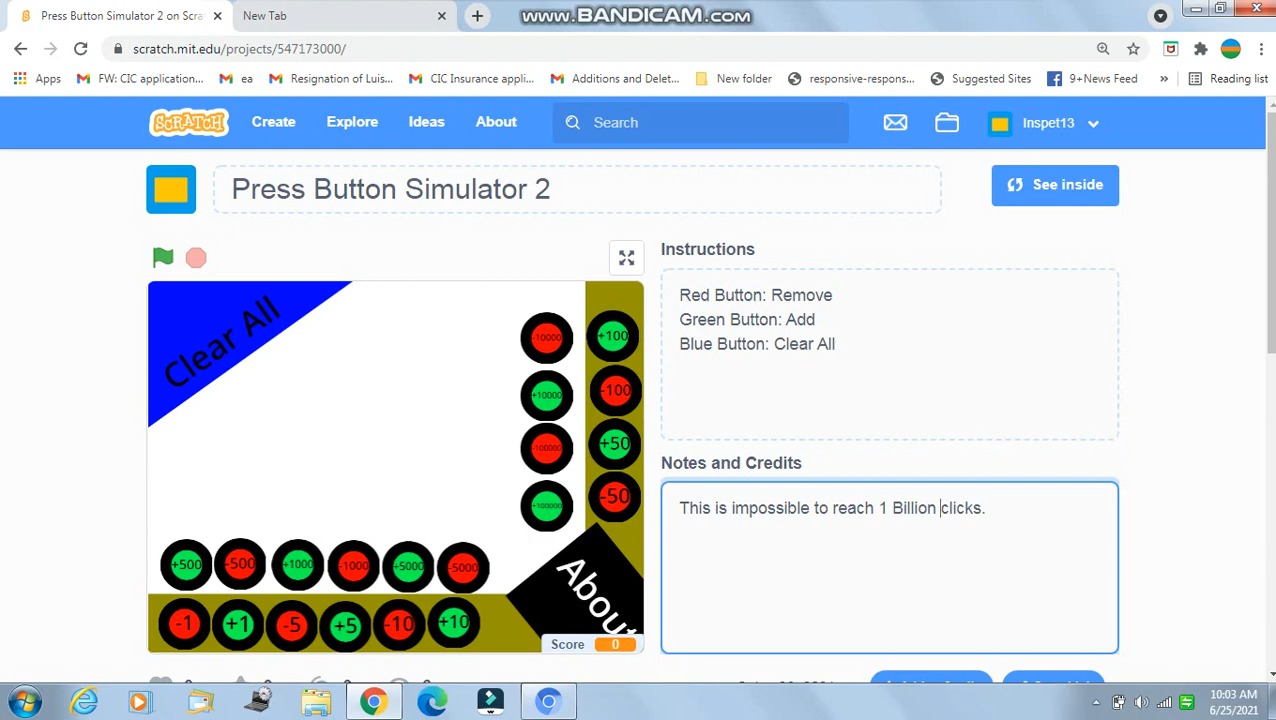 www.BANDICAM.com
Press Button Simulator 2 on Scra
New Tab
scratch.mit.edu/projects/547173000/
Apps
FW: CIC application...
ea
Resignation of Luis...
CIC Insurance appli...
Additions and Delet...
New folder
responsive-respons...
Suggested Sites
9+News Feed
»
Reading list
SCRATCH
Create
Explore
Ideas
About
Search
Inspet13
Press Button Simulator 2
See inside
Instructions
Red Button: Remove
Green Button: Add
Blue Button: Clear All
Clear All
-10000
+100
+10000
-100
-100000
+50
+100000
-50
+500
-500
+1000
-1000
+5000
-5000
-1
+1
-5
+5
-10
+10
About
Score 0
Notes and Credits
This is impossible to reach 1 Billion clicks.
10:03 AM
6/25/2021